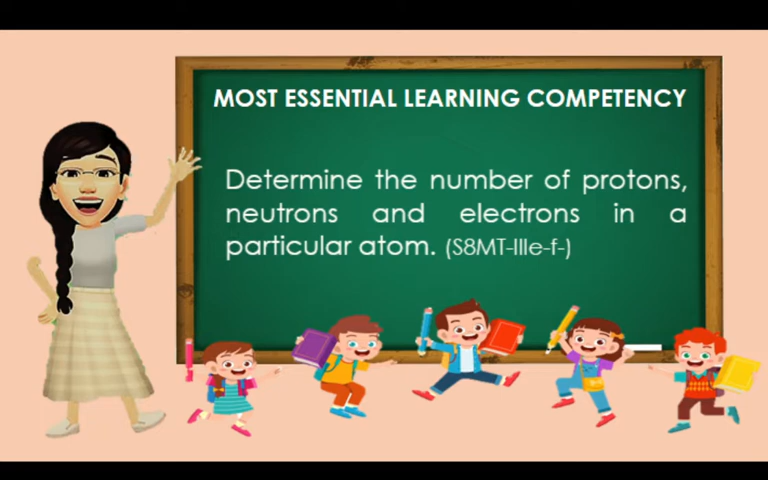 MOST ESSENTIAL LEARNING COMPETENCY
Determine the number of protons,
neutrons and electrons in a
particular atom. (S8MT-IIIe-f-)